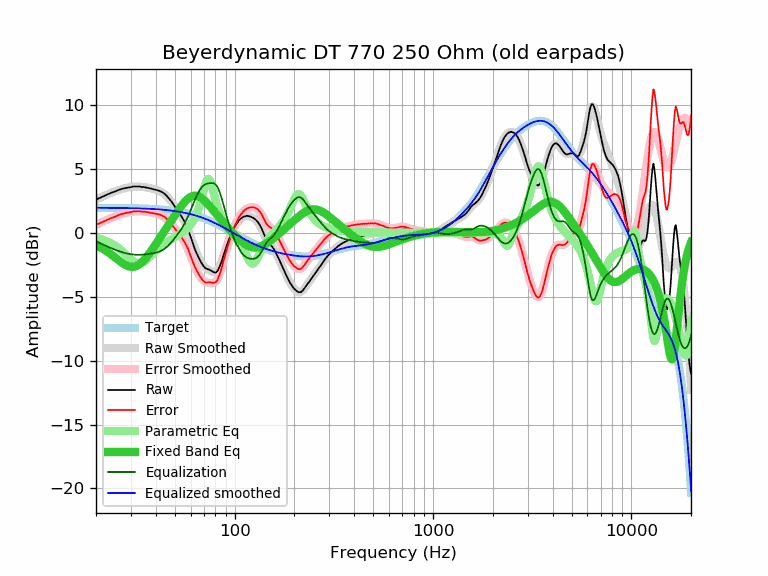 Beyerdynamic DT 770 250 Ohm (old earpads)
Amplitude (dBr)
10
5
0
−5
−10
−15
−20
Target
Raw Smoothed
Error Smoothed
Raw
Error
Parametric Eq
Fixed Band Eq
Equalization
Equalized smoothed
100
1000
10000
Frequency (Hz)